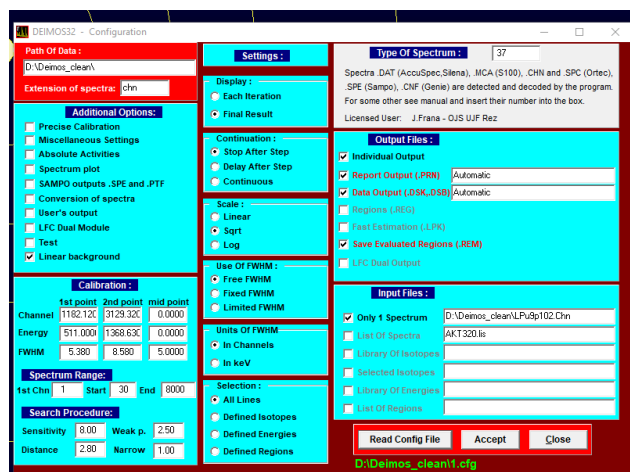 DEIMOS32 - Configuration
Path Of Data :
D:\Deimos_clean\
Extension of spectra: chn
Additional Options:
Precise Calibration
Miscellaneous Settings
Absolute Activities
Spectrum plot
SAMPO outputs .SPE and .PTF
Conversion of spectra
User's output
LFC Dual Module
Test
Linear background
Calibration :
1st point 2nd point mid point
Channel 1182.120 3129.320 0.0000
Energy 511.000 1368.630 0.0000
FWHM 5.380 8.580 5.0000
Spectrum Range:
1st Chn 1 Start 30 End 8000
Search Procedure:
Sensitivity 8.00 Weak p. 2.50
Distance 2.80 Narrow 1.00
Settings :
Display :
Each Iteration
Final Result
Continuation :
Stop After Step
Delay After Step
Continuous
Scale :
Linear
Sqrt
Log
Use Of FWHM :
Free FWHM
Fixed FWHM
Limited FWHM
Units Of FWHM
In Channels
In keV
Selection :
All Lines
Defined Isotopes
Defined Energies
Defined Regions
Type Of Spectrum : 37
Spectra .DAT (AccuSpec,Silena), .MCA (S100), .CHN and .SPC (Ortec),
.SPE (Sampo), .CNF (Genie) are detected and decoded by the program.
For some other see manual and insert their number into the box.
Licensed User: J.Frana - OJS UJF Rez
Output Files :
Individual Output
Report Output (.PRN) Automatic
Data Output (.DSK,.DSB) Automatic
Regions (.REG)
Fast Estimation (.LPK)
Save Evaluated Regions (.REM)
LFC Dual Output
Input Files :
Only 1 Spectrum D:\Deimos_clean\LPu9p102.Chn
List Of Spectra AKT320.lis
Library Of Isotopes
Selected Isotopes
Library Of Energies
List Of Regions
Read Config File Accept Close
D:\Deimos_clean\1.cfg